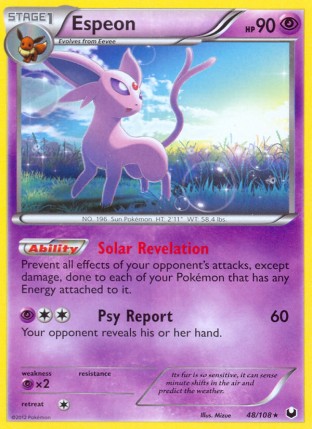 STAGE1 Espeon HP90
Evolves from Eevee
NO. 196 Sun Pokémon HT: 2'11" WT: 58.4 lbs.
Ability Solar Revelation
Prevent all effects of your opponent's attacks, except
damage, done to each of your Pokémon that has any
Energy attached to it.
Psy Report 60
Your opponent reveals his or her hand.
weakness resistance
×2
retreat
Its fur is so sensitive, it can sense
minute shifts in the air and
predict the weather.
©2012 Pokémon Illus. Mizue 48/108 ★